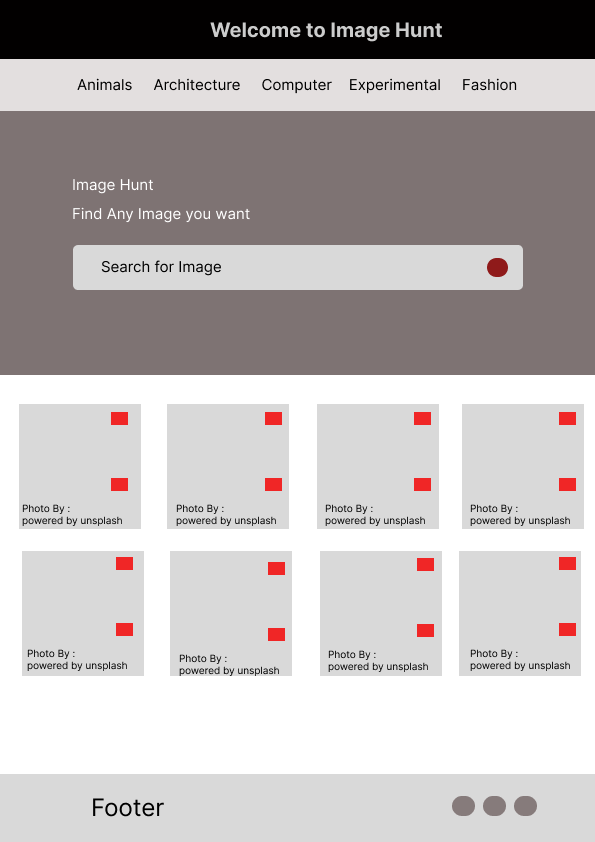 Welcome to Image Hunt
Animals Architecture Computer Experimental Fashion
Image Hunt
Find Any Image you want
Search for Image
Photo By :
powered by unsplash
Photo By :
powered by unsplash
Photo By :
powered by unsplash
Photo By :
powered by unsplash
Photo By :
powered by unsplash
Photo By :
powered by unsplash
Photo By :
powered by unsplash
Photo By :
powered by unsplash
Footer